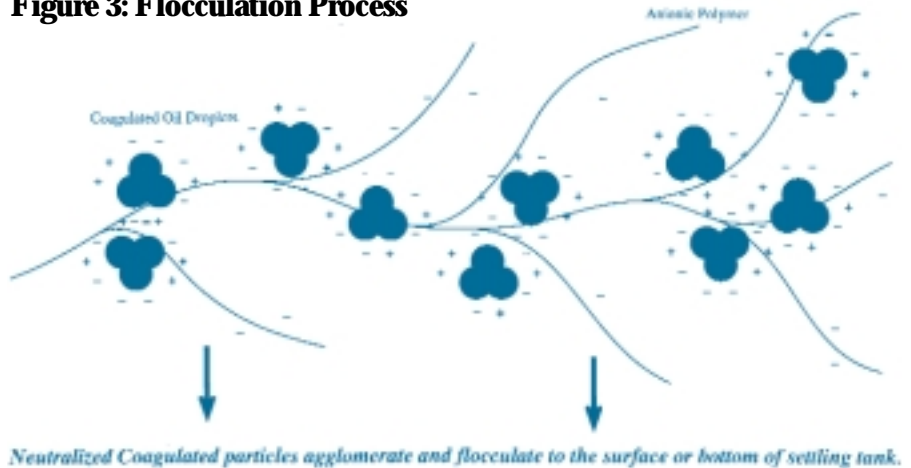 Figure 3: Flocculation Process
Anionic Polymer
Coagulated Oil Droplets
Neutralized Coagulated particles agglomerate and flocculate to the surface or bottom of settling tank.